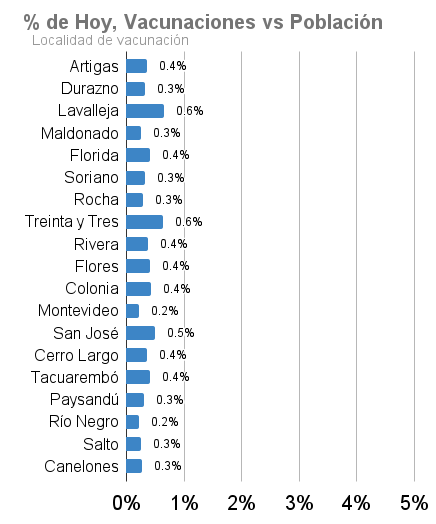 % de Hoy, Vacunaciones vs Población
Localidad de vacunación
Artigas 0.4%
Durazno 0.3%
Lavalleja 0.6%
Maldonado 0.3%
Florida 0.4%
Soriano 0.3%
Rocha 0.3%
Treinta y Tres 0.6%
Rivera 0.4%
Flores 0.4%
Colonia 0.4%
Montevideo 0.2%
San José 0.5%
Cerro Largo 0.4%
Tacuarembó 0.4%
Paysandú 0.3%
Río Negro 0.2%
Salto 0.3%
Canelones 0.3%
0% 1% 2% 3% 4% 5%